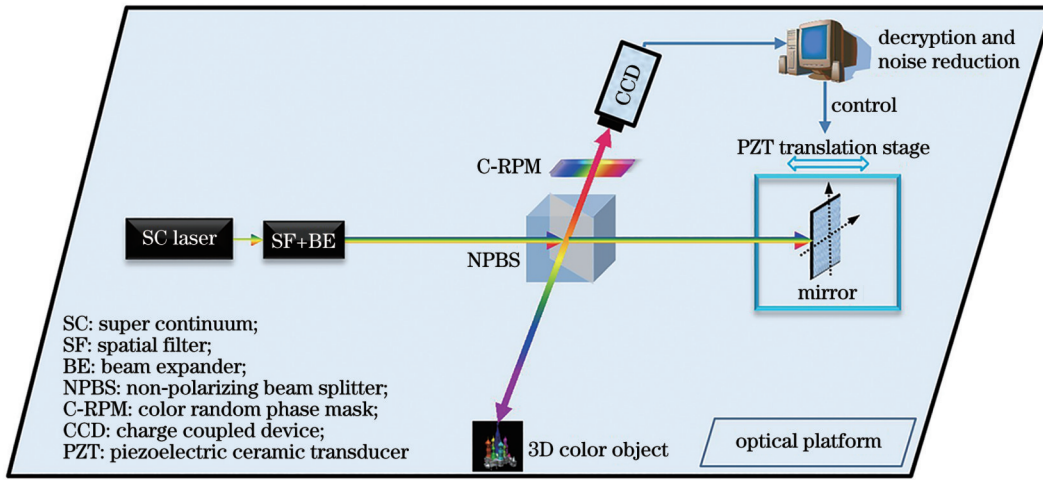 decryption and
noise reduction
CCD
control
C-RPM
PZT translation stage
SC laser
SF+BE
NPBS
mirror
SC: super continuum;
SF: spatial filter;
BE: beam expander;
NPBS: non-polarizing beam splitter;
C-RPM: color random phase mask;
CCD: charge coupled device;
PZT: piezoelectric ceramic transducer
3D color object
optical platform